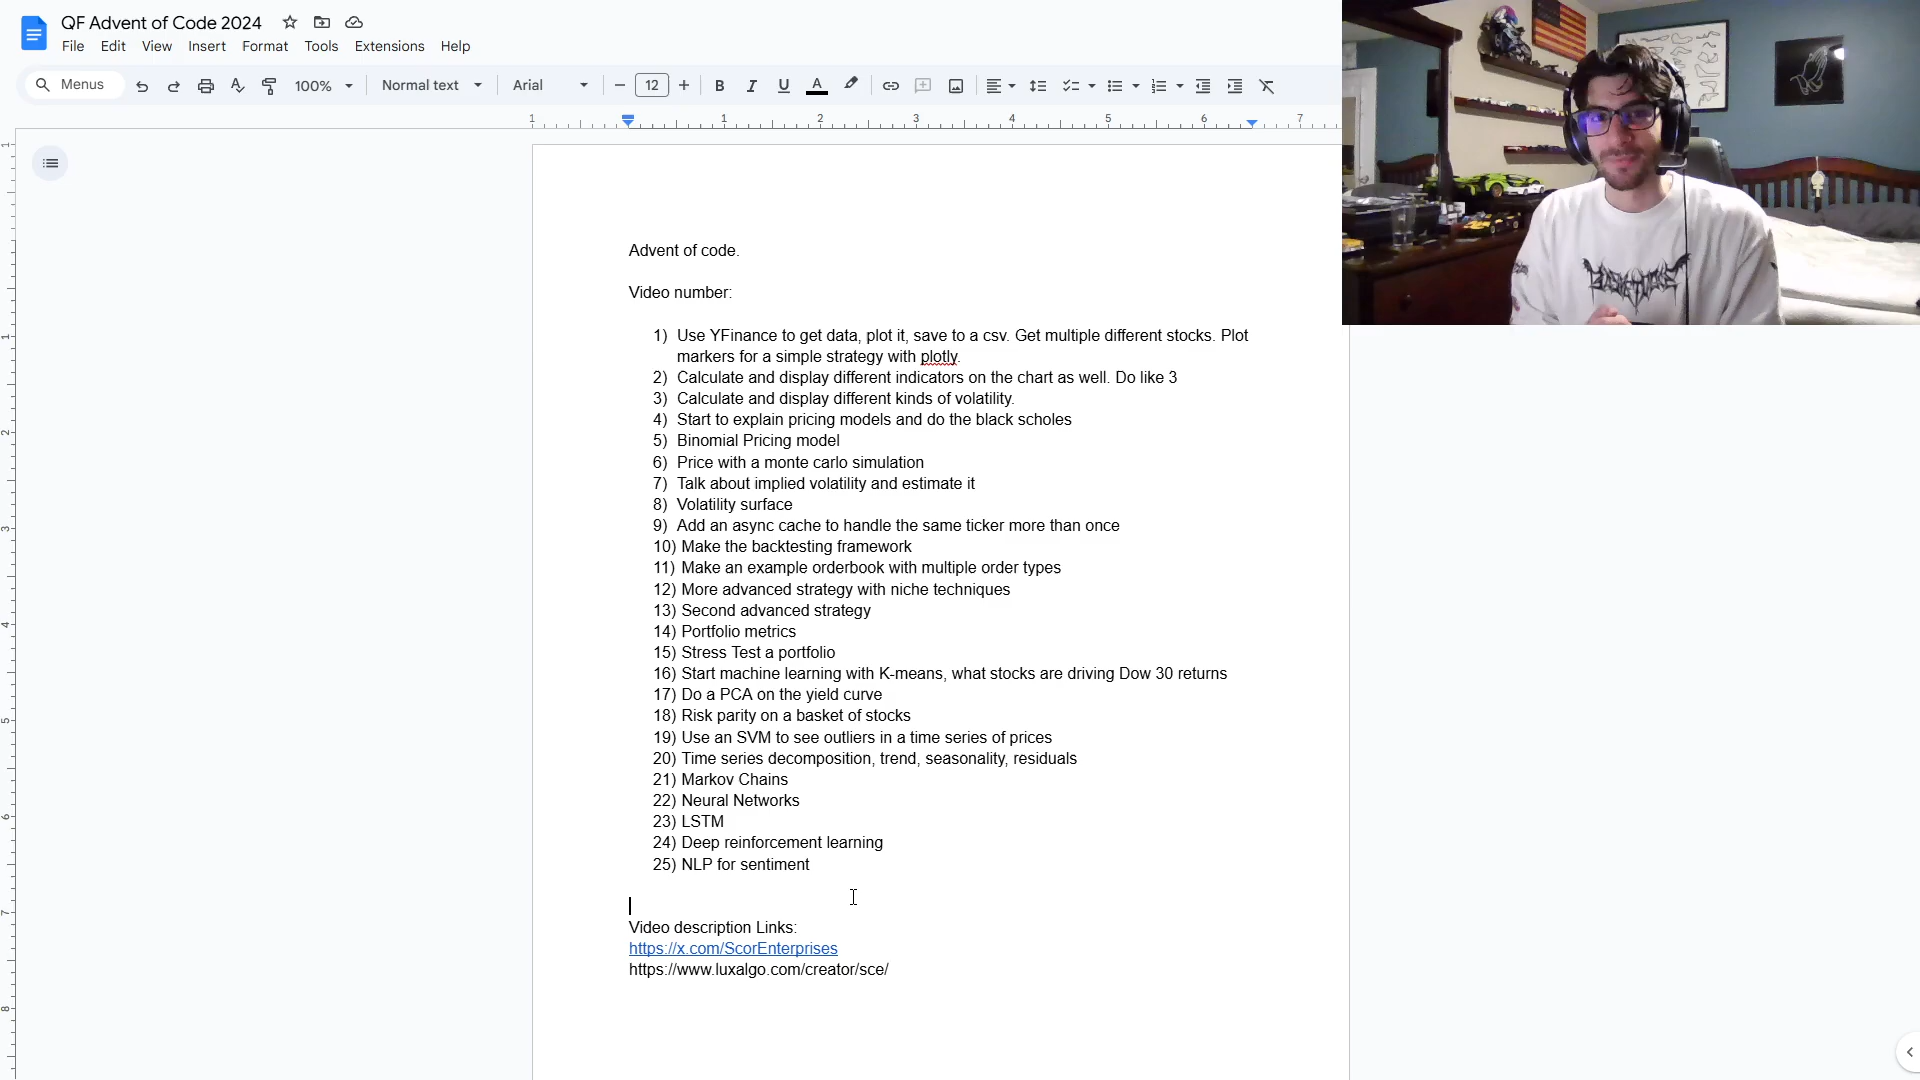 QF Advent of Code 2024
File Edit View Insert Format Tools Extensions Help
Menus 100% Normal text Arial 12 B I U A
1 1 2 3 4 5 6 7
Advent of code.
Video number:
1) Use YFinance to get data, plot it, save to a csv. Get multiple different stocks. Plot
markers for a simple strategy with plotly.
2) Calculate and display different indicators on the chart as well. Do like 3
3) Calculate and display different kinds of volatility.
4) Start to explain pricing models and do the black scholes
5) Binomial Pricing model
6) Price with a monte carlo simulation
7) Talk about implied volatility and estimate it
8) Volatility surface
9) Add an async cache to handle the same ticker more than once
10) Make the backtesting framework
11) Make an example orderbook with multiple order types
12) More advanced strategy with niche techniques
13) Second advanced strategy
14) Portfolio metrics
15) Stress Test a portfolio
16) Start machine learning with K-means, what stocks are driving Dow 30 returns
17) Do a PCA on the yield curve
18) Risk parity on a basket of stocks
19) Use an SVM to see outliers in a time series of prices
20) Time series decomposition, trend, seasonality, residuals
21) Markov Chains
22) Neural Networks
23) LSTM
24) Deep reinforcement learning
25) NLP for sentiment
Video description Links:
https://x.com/ScorEnterprises
https://www.luxalgo.com/creator/sce/